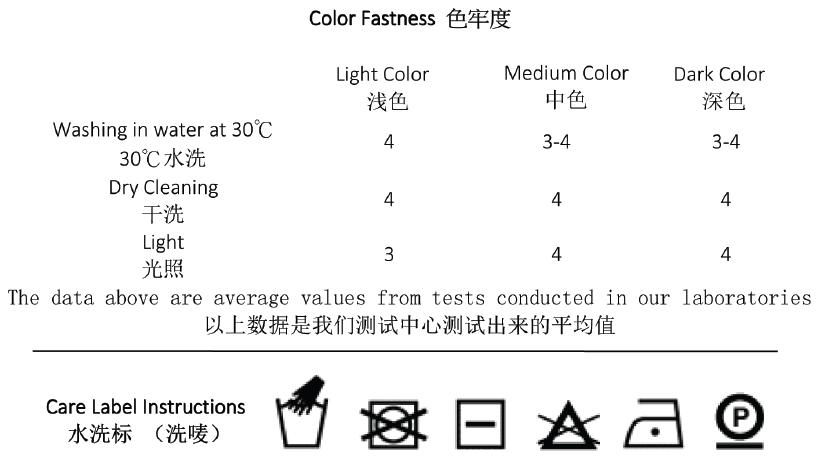 Color Fastness 色牢度
Light Color Medium Color Dark Color
浅色 中色 深色
Washing in water at 30℃
30℃水洗
4 3-4 3-4
Dry Cleaning
干洗
4 4 4
Light
光照
3 4 4
The data above are average values from tests conducted in our laboratories
以上数据是我们测试中心测试出来的平均值
Care Label Instructions
水洗标 （洗唛）
P